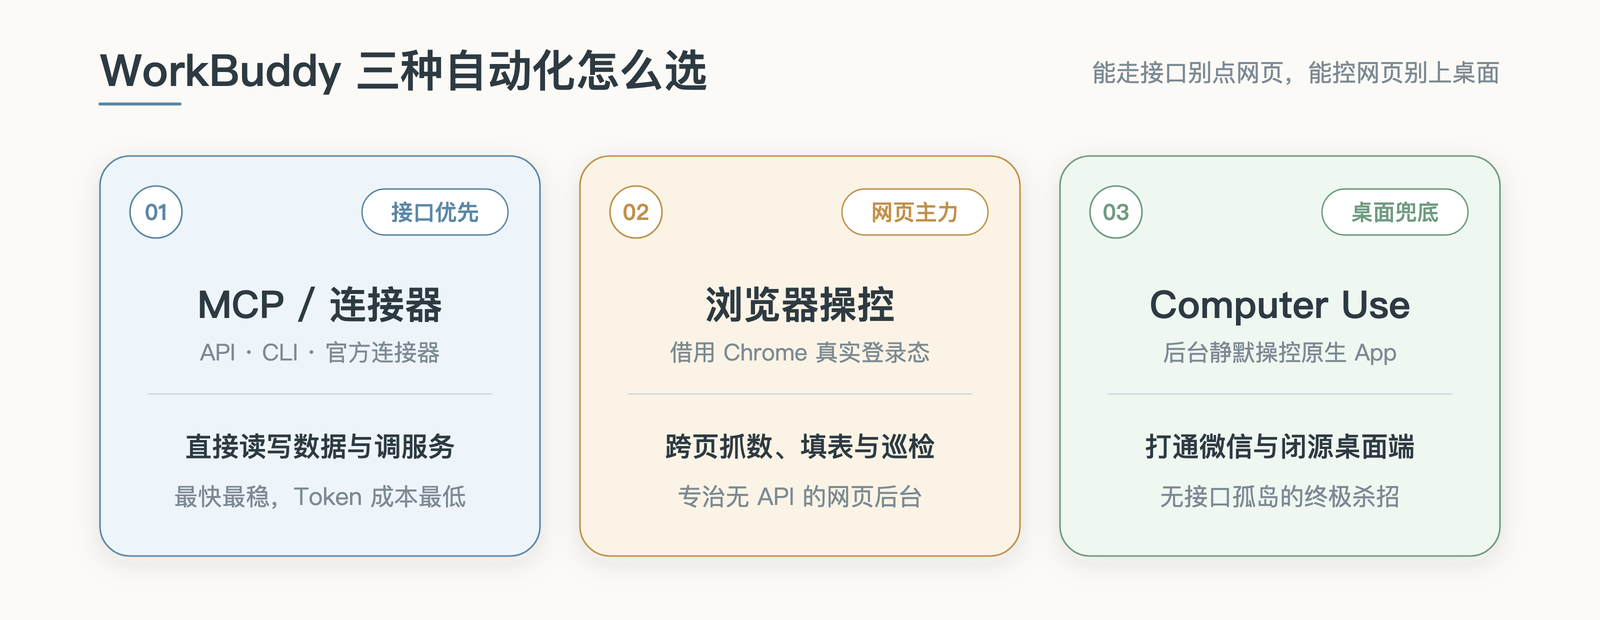 WorkBuddy 三种自动化怎么选
能走接口别点网页，能控网页别上桌面
01
接口优先
MCP / 连接器
API · CLI · 官方连接器
直接读写数据与调服务
最快最稳，Token 成本最低
02
网页主力
浏览器操控
借用 Chrome 真实登录态
跨页抓数、填表与巡检
专治无 API 的网页后台
03
桌面兜底
Computer Use
后台静默操控原生 App
打通微信与闭源桌面端
无接口孤岛的终极杀招